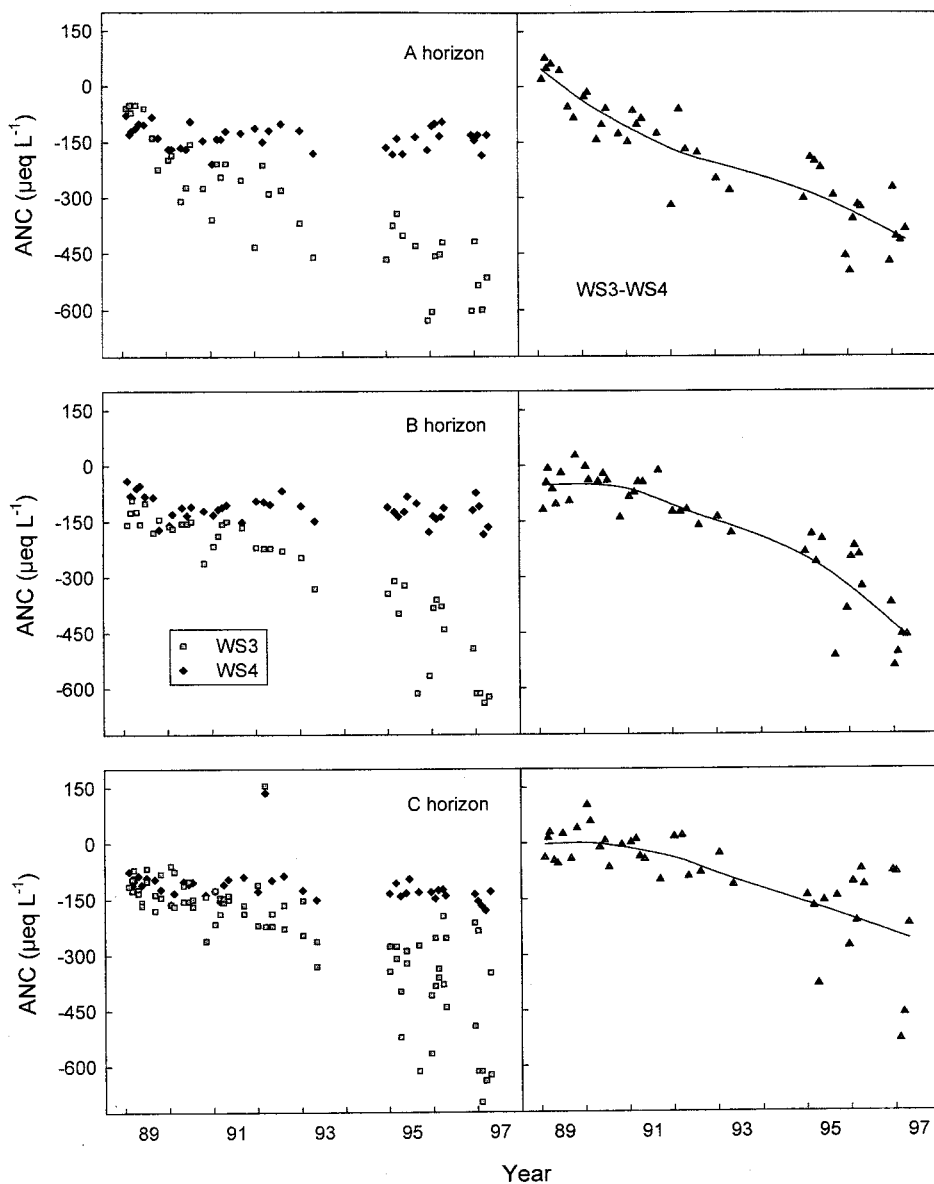 150
0
-150
-300
-450
-600
ANC (µeq L⁻¹)
A horizon
WS3-WS4
150
0
-150
-300
-450
-600
ANC (µeq L⁻¹)
B horizon
WS3
WS4
150
0
-150
-300
-450
-600
ANC (µeq L⁻¹)
C horizon
89 91 93 95 97 89 91 93 95 97
Year